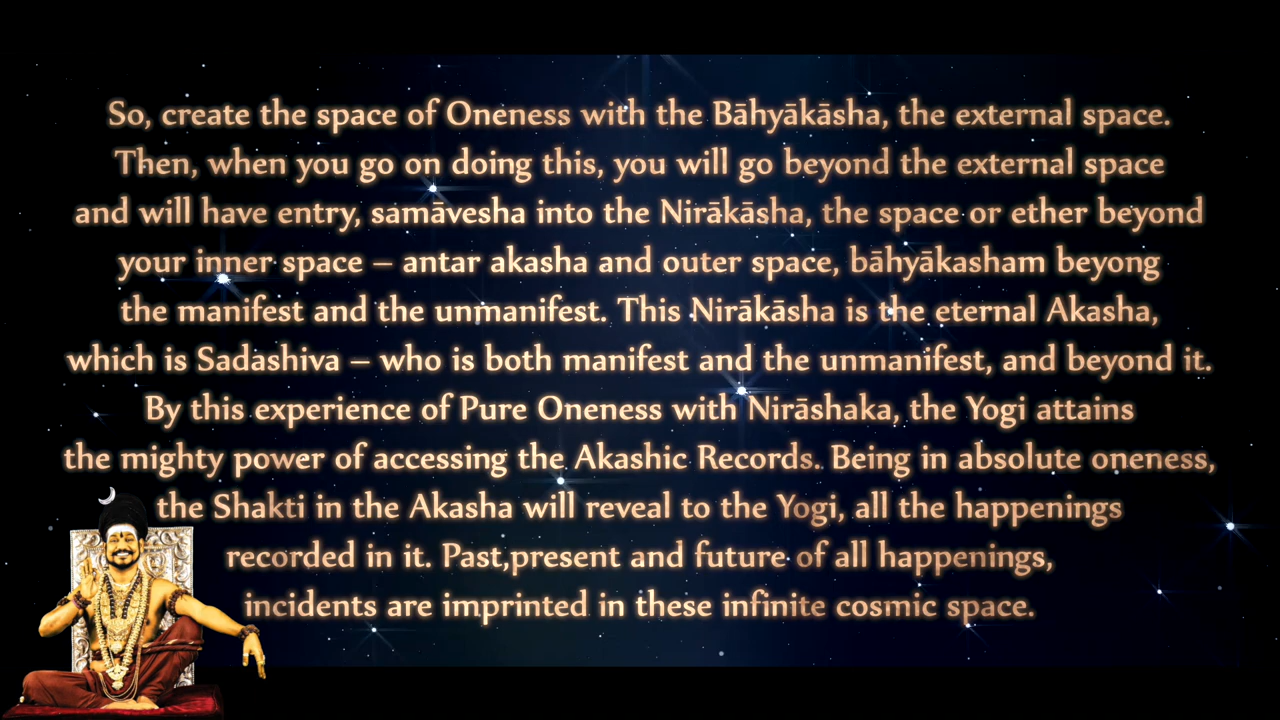 So, create the space of Oneness with the Bāhyākāsha, the external space.
Then, when you go on doing this, you will go beyond the external space
and will have entry, samāvesha into the Nirākāsha, the space or ether beyond
your inner space – antar akasha and outer space, bāhyākasham beyong
the manifest and the unmanifest. This Nirākāsha is the eternal Akasha,
which is Sadashiva – who is both manifest and the unmanifest, and beyond it.
By this experience of Pure Oneness with Nirāshaka, the Yogi attains
the mighty power of accessing the Akashic Records. Being in absolute oneness,
the Shakti in the Akasha will reveal to the Yogi, all the happenings
recorded in it. Past,present and future of all happenings,
incidents are imprinted in these infinite cosmic space.